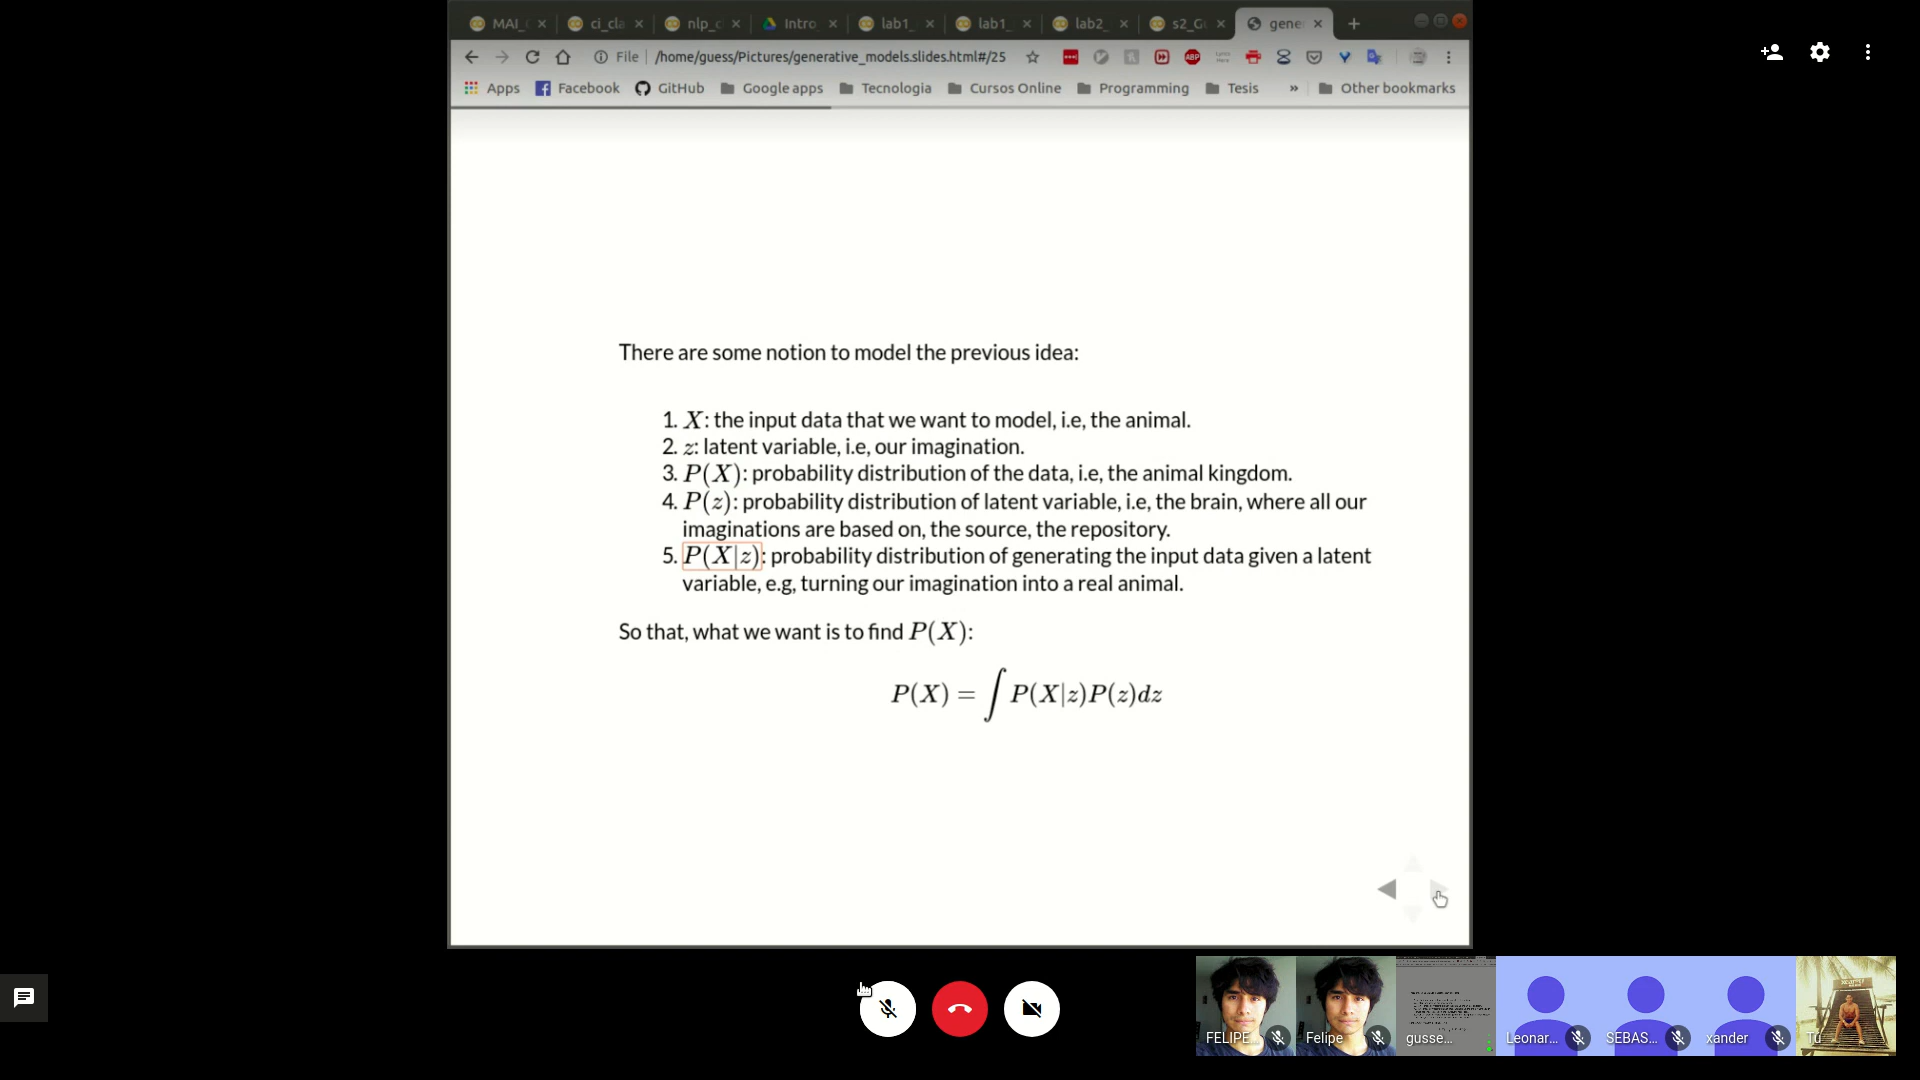 MAI_
ci_cla
nlp_c
Intro
lab1_
lab1_
lab2_
s2_G
gene
File
/home/guess/Pictures/generative_models.slides.html#/25
ABP
Apps
Facebook
GitHub
Google apps
Tecnologia
Cursos Online
Programming
Tesis
»
Other bookmarks
There are some notion to model the previous idea:
1. X: the input data that we want to model, i.e, the animal.
2. z: latent variable, i.e, our imagination.
3. P(X): probability distribution of the data, i.e, the animal kingdom.
4. P(z): probability distribution of latent variable, i.e, the brain, where all our
imaginations are based on, the source, the repository.
5. P(X|z): probability distribution of generating the input data given a latent
variable, e.g, turning our imagination into a real animal.
So that, what we want is to find P(X):
P(X) = ∫ P(X|z)P(z)dz
FELIPE...
Felipe
gusse...
Leonar...
SEBAS...
xander
Tú